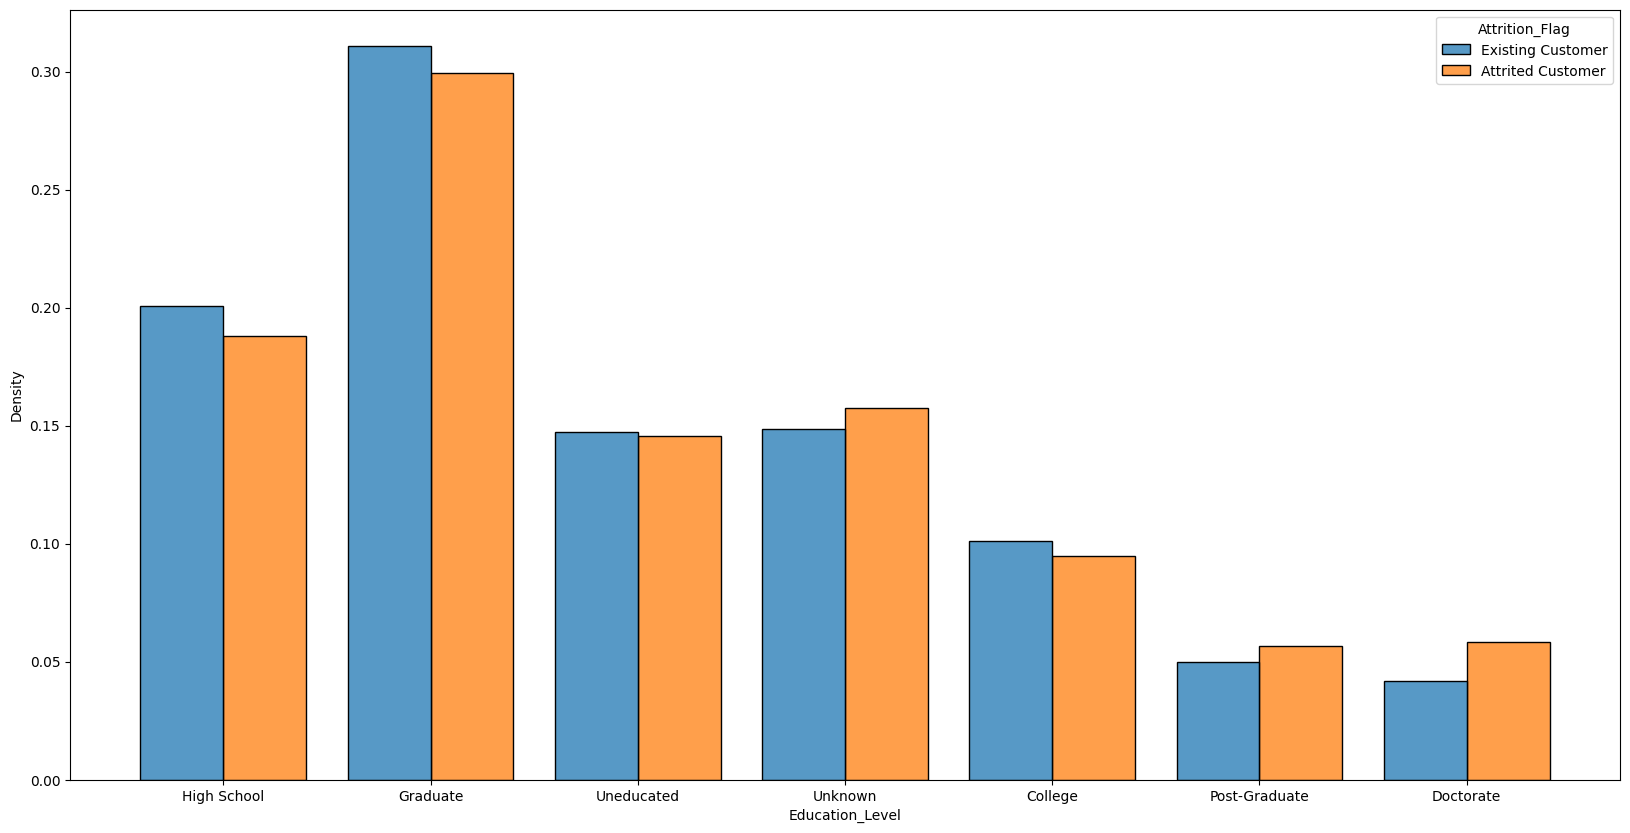 Attrition_Flag
Existing Customer
Attrited Customer
0.30
0.25
0.20
0.15
0.10
0.05
0.00
Density
High School Graduate Uneducated Unknown College Post-Graduate Doctorate
Education_Level